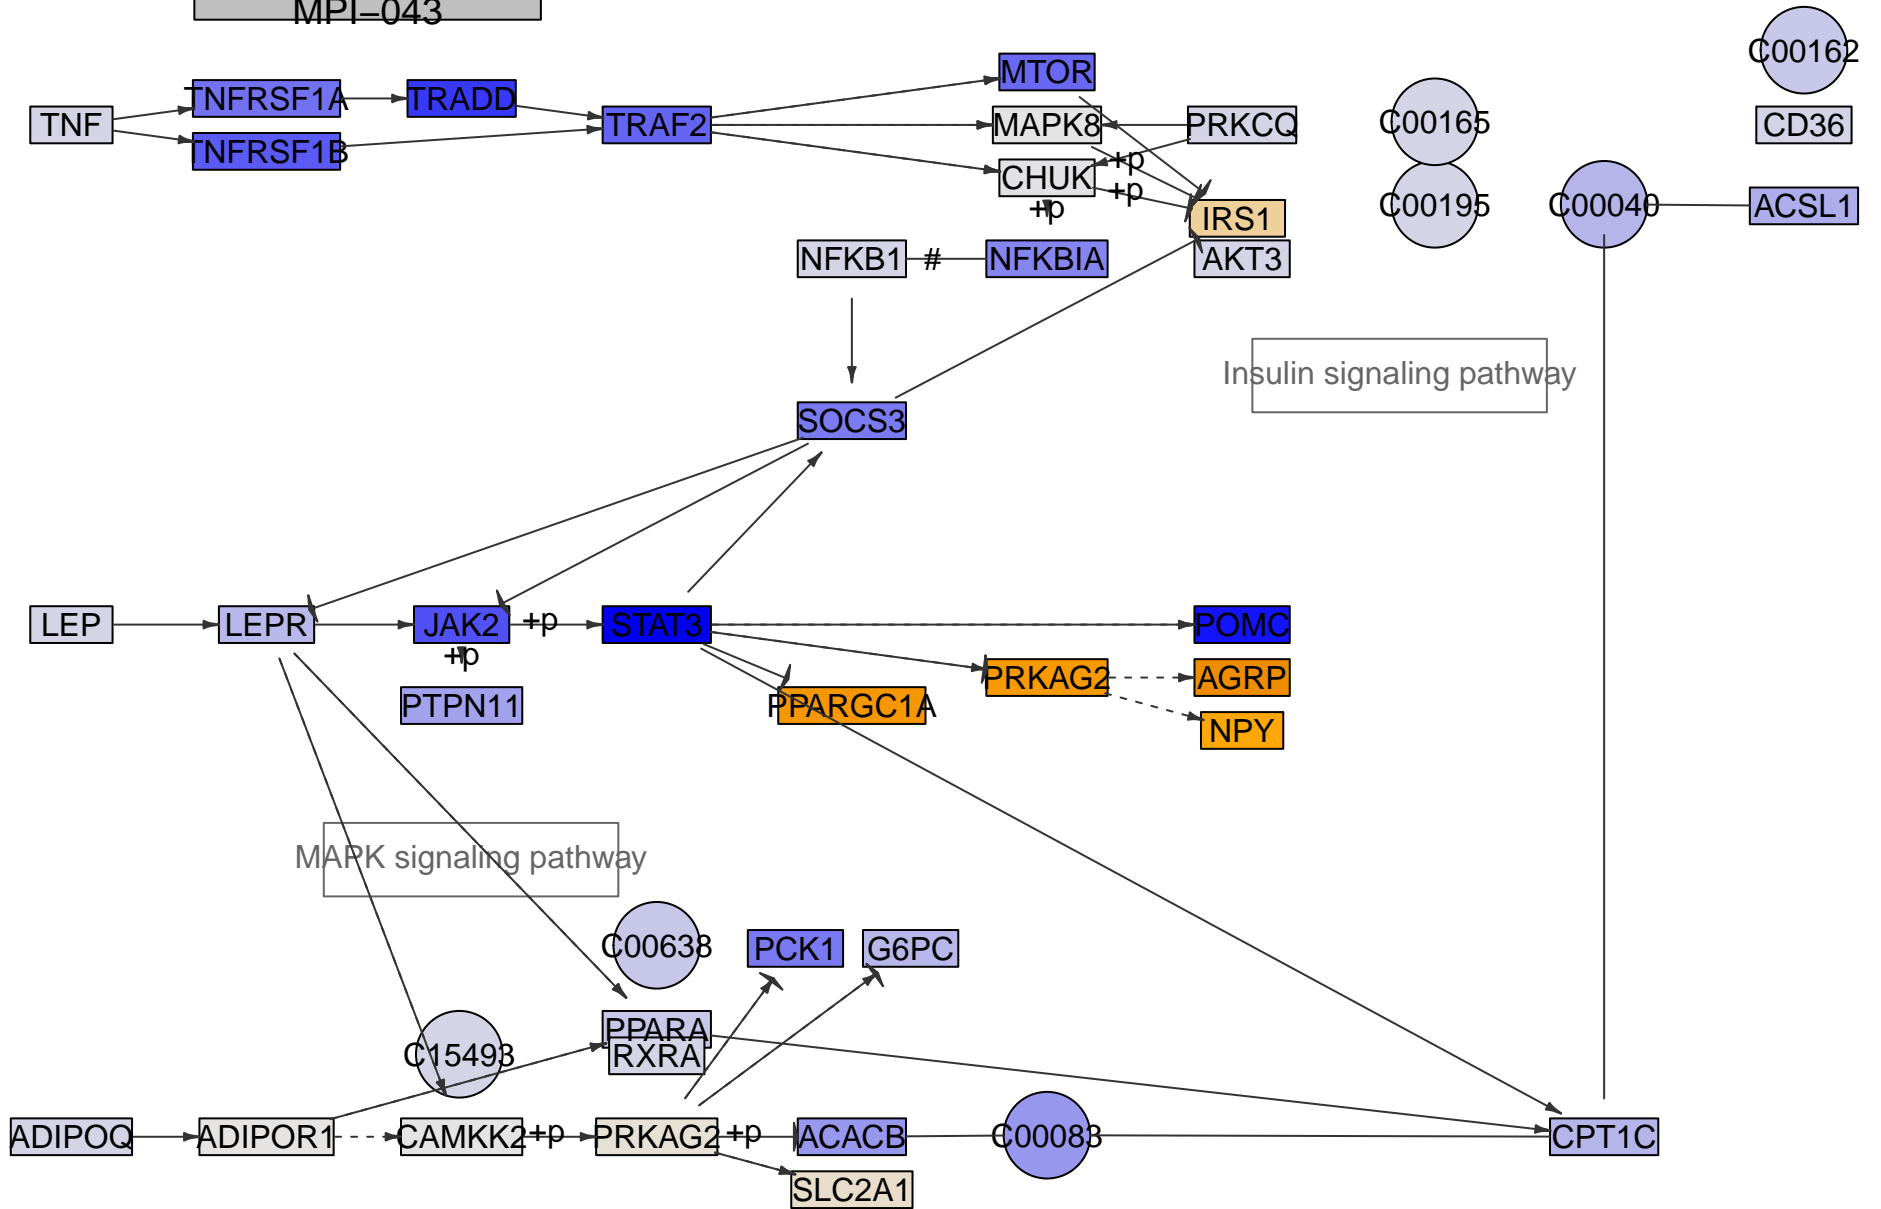 MPI−043
C00162
TNF
TNFRSF1A
TRADD
TNFRSF1B
TRAF2
MTOR
MAPK8
PRKCQ
C00165
CD36
+p
CHUK
+p
+p
IRS1
C00195
C00040
ACSL1
NFKB1
#
NFKBIA
AKT3
Insulin signaling pathway
SOCS3
LEP
LEPR
JAK2
+p
STAT3
POMC
+p
PTPN11
PPARGC1A
PRKAG2
AGRP
NPY
MAPK signaling pathway
C00638
PCK1
G6PC
PPARA
RXRA
C15493
ADIPOQ
ADIPOR1
CAMKK2
+p
PRKAG2
+p
ACACB
C00083
CPT1C
SLC2A1